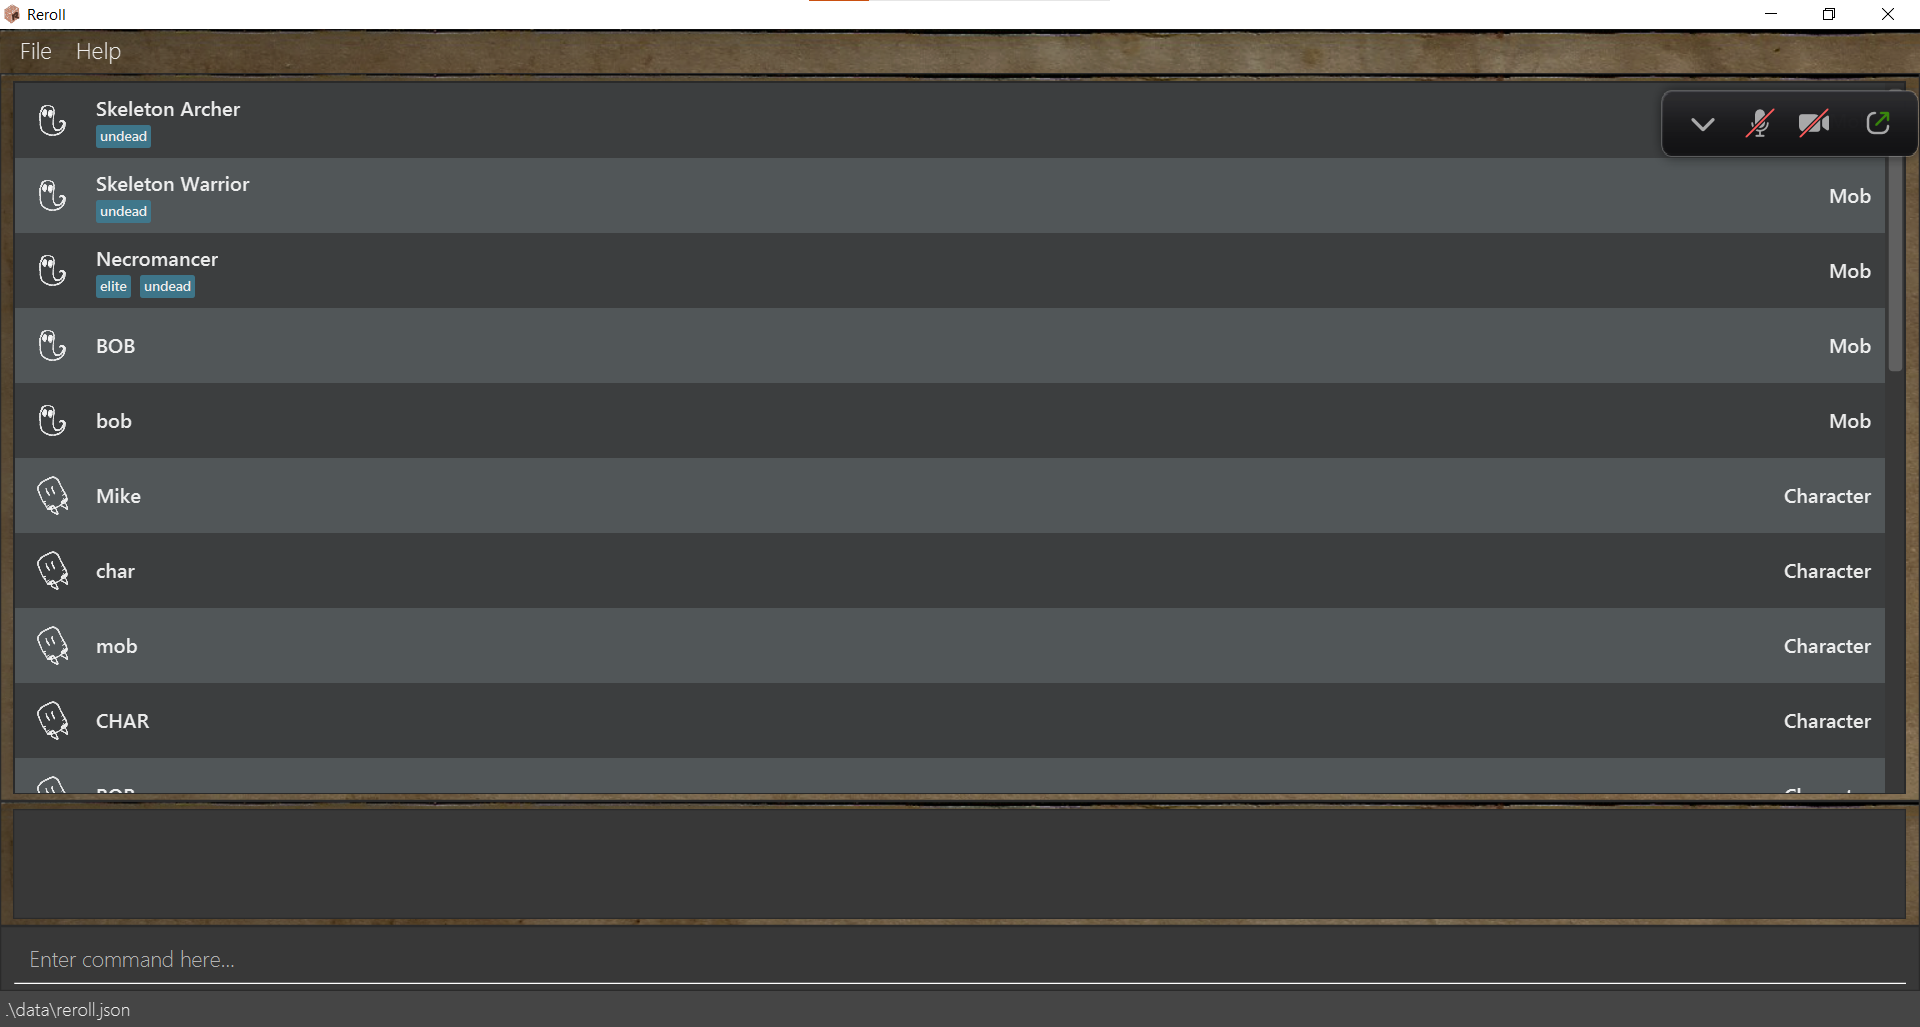 Reroll
File Help
Skeleton Archer
undead
Skeleton Warrior
undead
Mob
Necromancer
elite undead
Mob
BOB
Mob
bob
Mob
Mike
Character
char
Character
mob
Character
CHAR
Character
Enter command here...
.\data\reroll.json